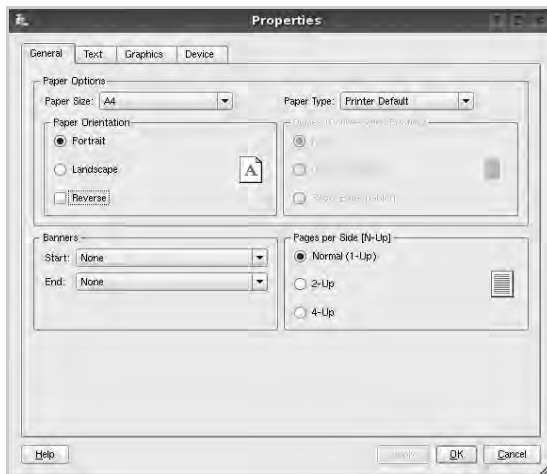 Properties
General Text Graphics Device
Paper Options
Paper Size: A4 Paper Type: Printer Default
Paper Orientation
Portrait
Landscape
A
Reverse
Banners
Start: None
End: None
Pages per Side [N-Up]
Normal (1-Up)
2-Up
4-Up
Help OK Cancel